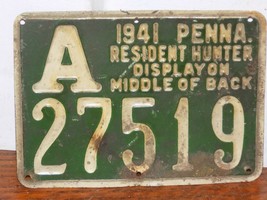 A
1941 PENNA.
RESIDENT HUNTER
DISPLAY ON
MIDDLE OF BACK
27519